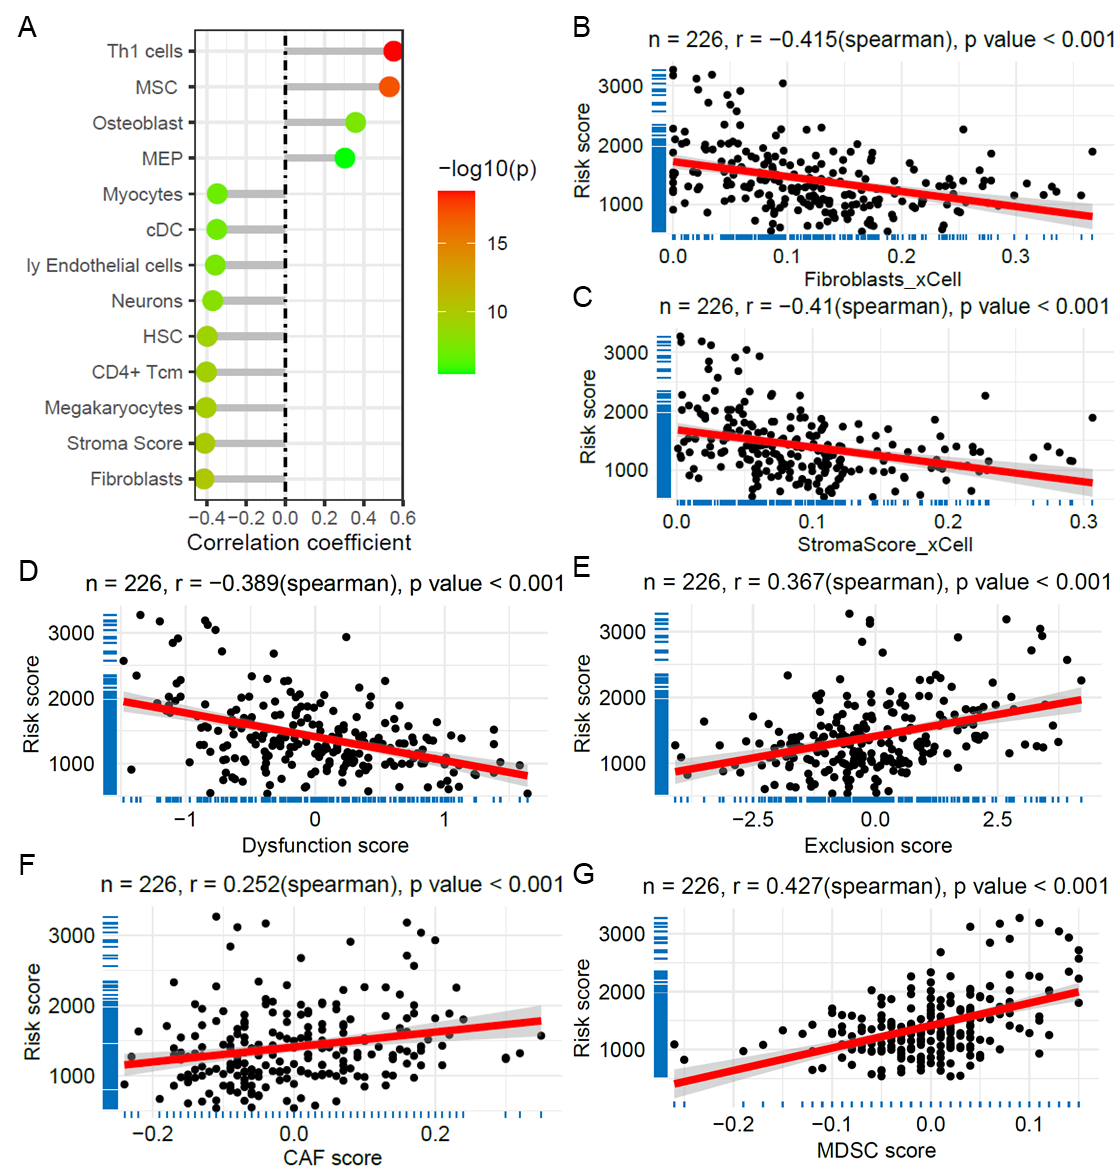 A
Th1 cells
MSC
Osteoblast
MEP
Myocytes
cDC
ly Endothelial cells
Neurons
HSC
CD4+ Tcm
Megakaryocytes
Stroma Score
Fibroblasts
−0.4 −0.2 0.0 0.2 0.4 0.6
Correlation coefficient
−log10(p)
15
10
B
n = 226, r = −0.415(spearman), p value < 0.001
Risk score
3000
2000
1000
0.0 0.1 0.2 0.3
Fibroblasts_xCell
C
n = 226, r = −0.41(spearman), p value < 0.001
Risk score
3000
2000
1000
0.0 0.1 0.2 0.3
StromaScore_xCell
D
n = 226, r = −0.389(spearman), p value < 0.001
Risk score
3000
2000
1000
−1 0 1
Dysfunction score
E
n = 226, r = 0.367(spearman), p value < 0.001
Risk score
3000
2000
1000
−2.5 0.0 2.5
Exclusion score
F
n = 226, r = 0.252(spearman), p value < 0.001
Risk score
3000
2000
1000
−0.2 0.0 0.2
CAF score
G
n = 226, r = 0.427(spearman), p value < 0.001
Risk score
3000
2000
1000
−0.2 −0.1 0.0 0.1
MDSC score